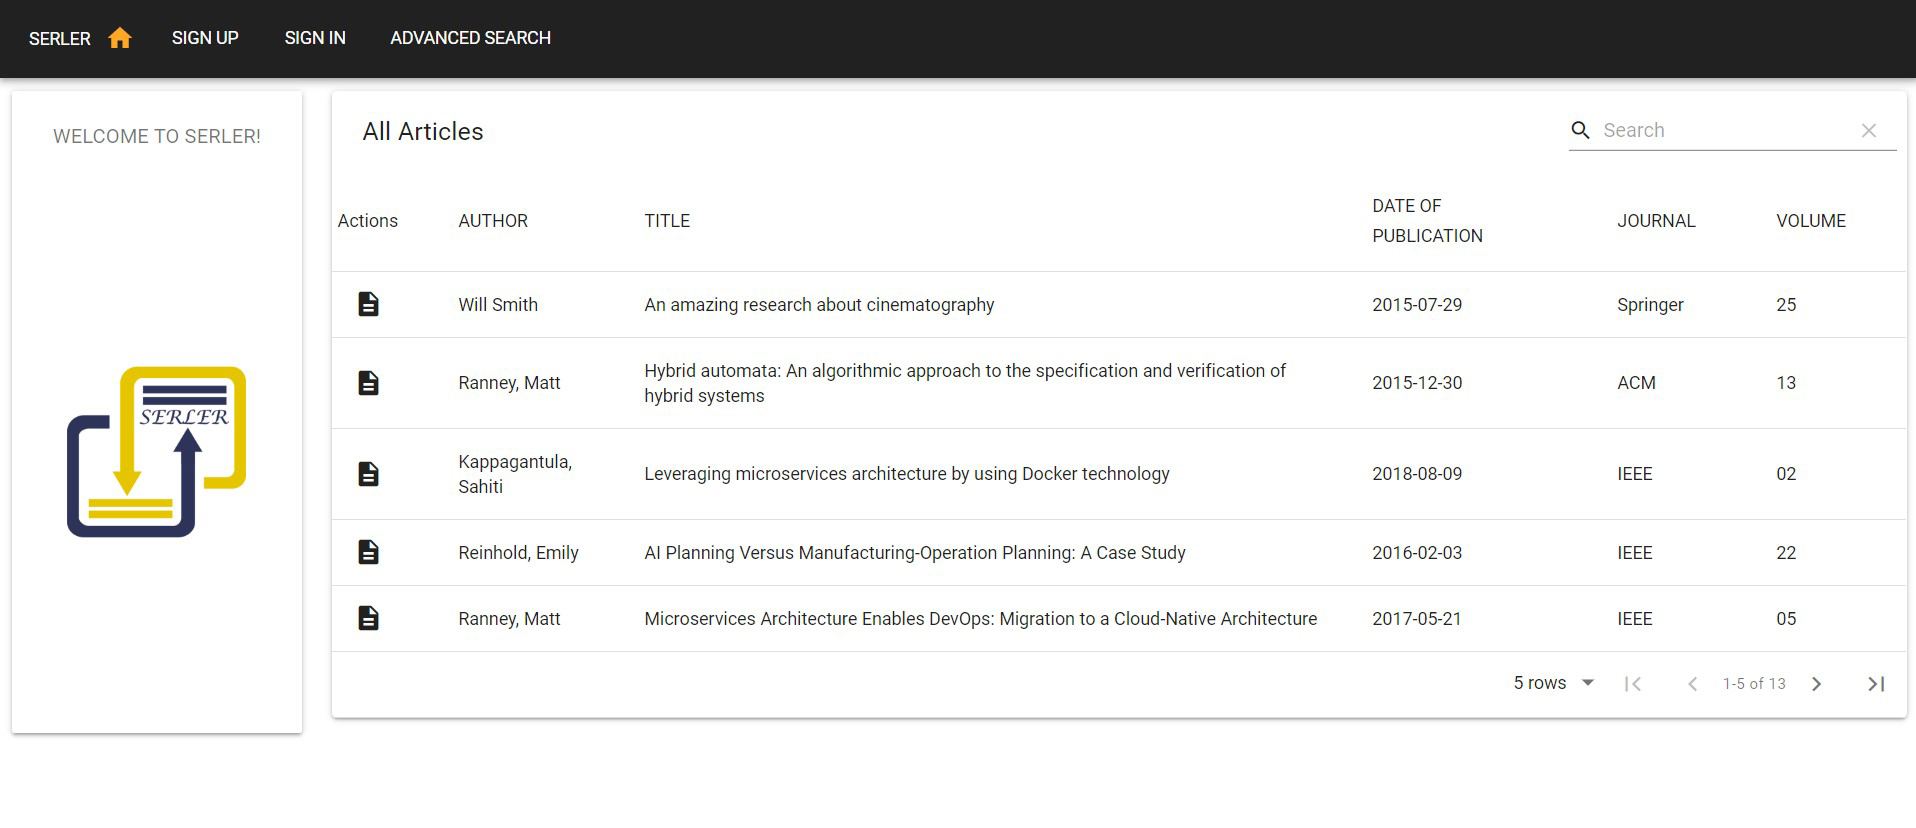 SERLER SIGN UP SIGN IN ADVANCED SEARCH
WELCOME TO SERLER!
SERLER
All Articles
Search
Actions AUTHOR TITLE DATE OF PUBLICATION JOURNAL VOLUME
Will Smith An amazing research about cinematography 2015-07-29 Springer 25
Ranney, Matt Hybrid automata: An algorithmic approach to the specification and verification of
hybrid systems 2015-12-30 ACM 13
Kappagantula,
Sahiti Leveraging microservices architecture by using Docker technology 2018-08-09 IEEE 02
Reinhold, Emily AI Planning Versus Manufacturing-Operation Planning: A Case Study 2016-02-03 IEEE 22
Ranney, Matt Microservices Architecture Enables DevOps: Migration to a Cloud-Native Architecture 2017-05-21 IEEE 05
5 rows 1-5 of 13